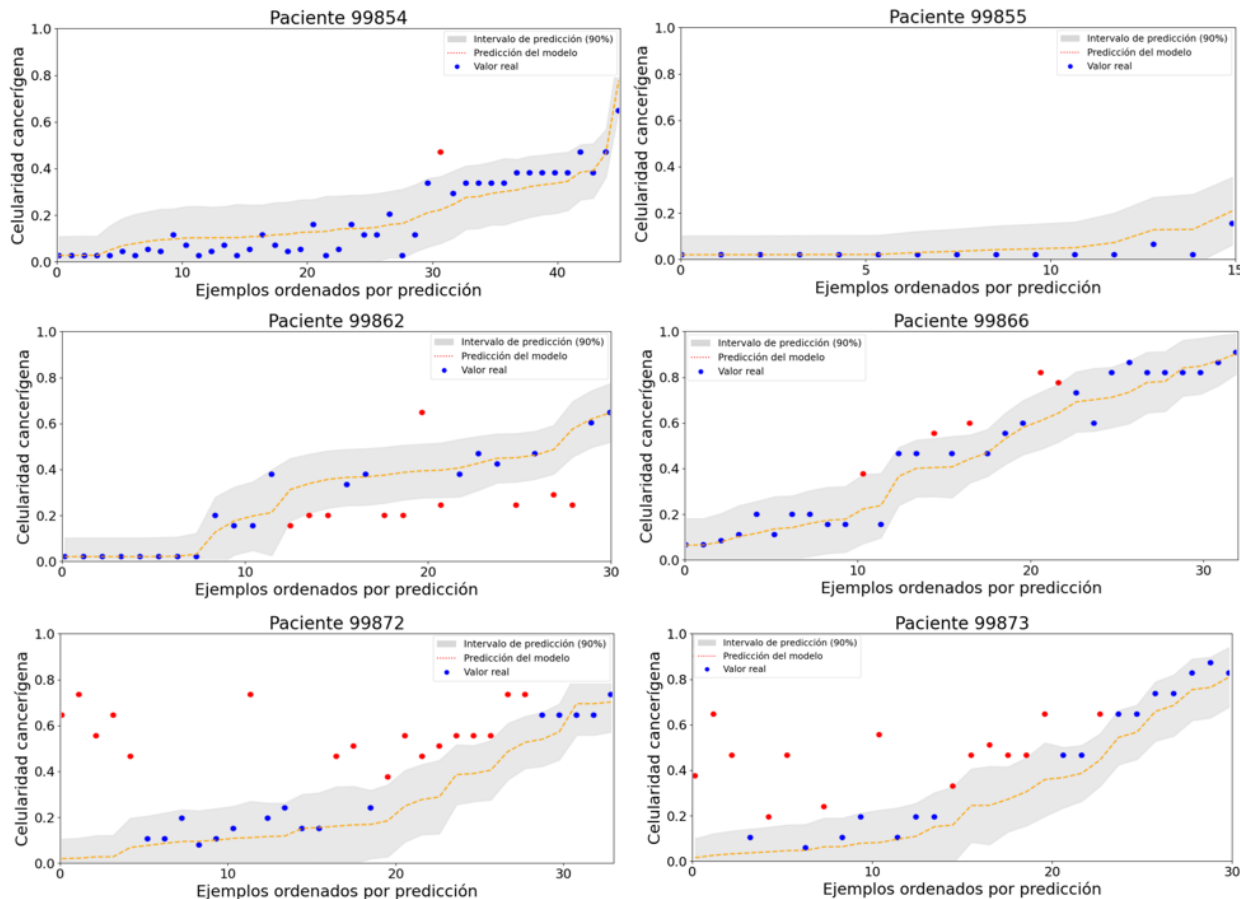 Paciente 99854
Celularidad cancerígena
1.0
0.8
0.6
0.4
0.2
0.0
Intervalo de predicción (90%)
Predicción del modelo
Valor real
0 10 20 30 40
Ejemplos ordenados por predicción
Paciente 99855
Celularidad cancerígena
1.0
0.8
0.6
0.4
0.2
0.0
Intervalo de predicción (90%)
Predicción del modelo
Valor real
0 5 10 15
Ejemplos ordenados por predicción
Paciente 99862
Celularidad cancerígena
1.0
0.8
0.6
0.4
0.2
0.0
Intervalo de predicción (90%)
Predicción del modelo
Valor real
0 10 20 30
Ejemplos ordenados por predicción
Paciente 99866
Celularidad cancerígena
1.0
0.8
0.6
0.4
0.2
0.0
Intervalo de predicción (90%)
Predicción del modelo
Valor real
0 10 20 30
Ejemplos ordenados por predicción
Paciente 99872
Celularidad cancerígena
1.0
0.8
0.6
0.4
0.2
0.0
Intervalo de predicción (90%)
Predicción del modelo
Valor real
0 10 20 30
Ejemplos ordenados por predicción
Paciente 99873
Celularidad cancerígena
1.0
0.8
0.6
0.4
0.2
0.0
Intervalo de predicción (90%)
Predicción del modelo
Valor real
0 10 20 30
Ejemplos ordenados por predicción